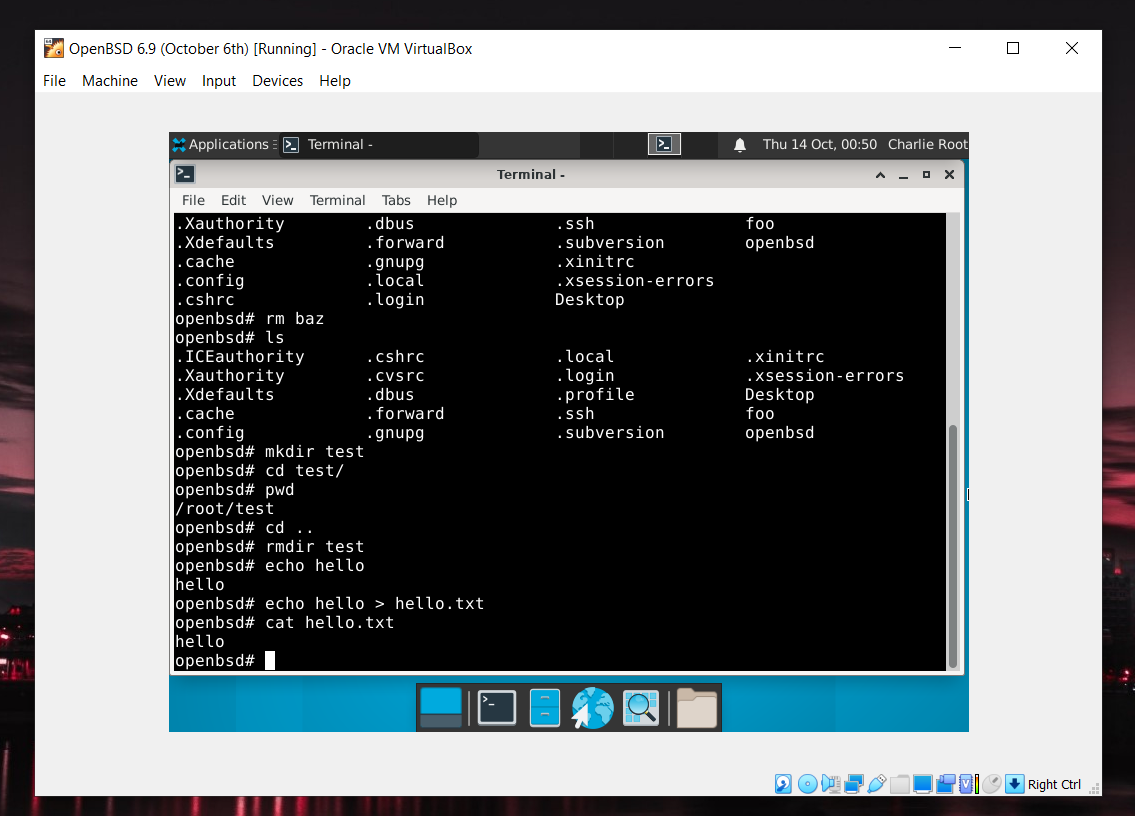 OpenBSD 6.9 (October 6th) [Running] - Oracle VM VirtualBox
File Machine View Input Devices Help
Applications Terminal - Thu 14 Oct, 00:50 Charlie Root
Terminal -
File Edit View Terminal Tabs Help
.Xauthority .dbus .ssh foo
.Xdefaults .forward .subversion openbsd
.cache .gnupg .xinitrc
.config .local .xsession-errors
.cshrc .login Desktop
openbsd# rm baz
openbsd# ls
.ICEauthority .cshrc .local .xinitrc
.Xauthority .cvsrc .login .xsession-errors
.Xdefaults .dbus .profile Desktop
.cache .forward .ssh foo
.config .gnupg .subversion openbsd
openbsd# mkdir test
openbsd# cd test/
openbsd# pwd
/root/test
openbsd# cd ..
openbsd# rmdir test
openbsd# echo hello
hello
openbsd# echo hello > hello.txt
openbsd# cat hello.txt
hello
openbsd#
Right Ctrl